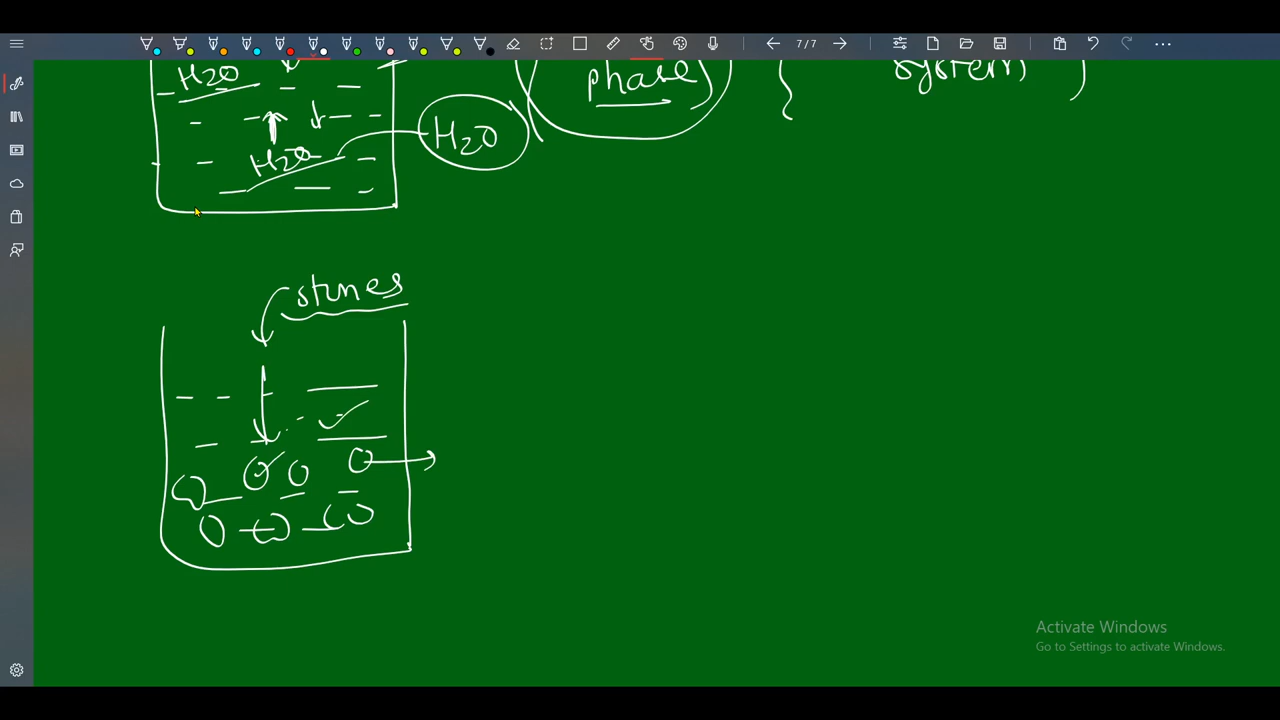 7/7
H2O
phase
system
H2O
H2O
stones
Activate Windows
Go to Settings to activate Windows.